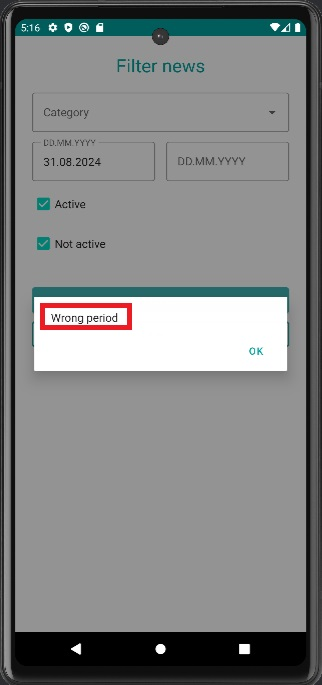 5:16
Filter news
Category
DD.MM.YYYY
31.08.2024
DD.MM.YYYY
Active
Not active
Wrong period
OK